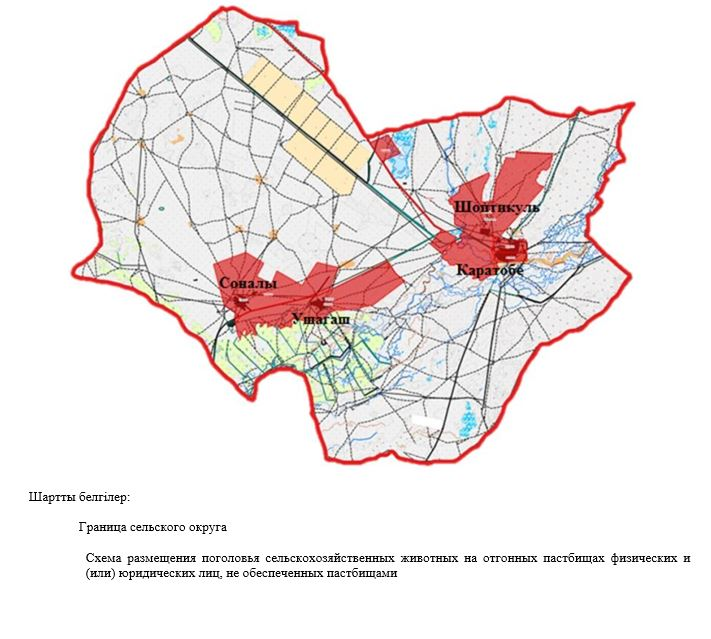 Шоптикуль
Каратобе
Соналы
Ушагаш
Шартты белгілер:
Граница сельского округа
Схема размещения поголовья сельскохозяйственных животных на отгонных пастбищах физических и
(или) юридических лиц, не обеспеченных пастбищами